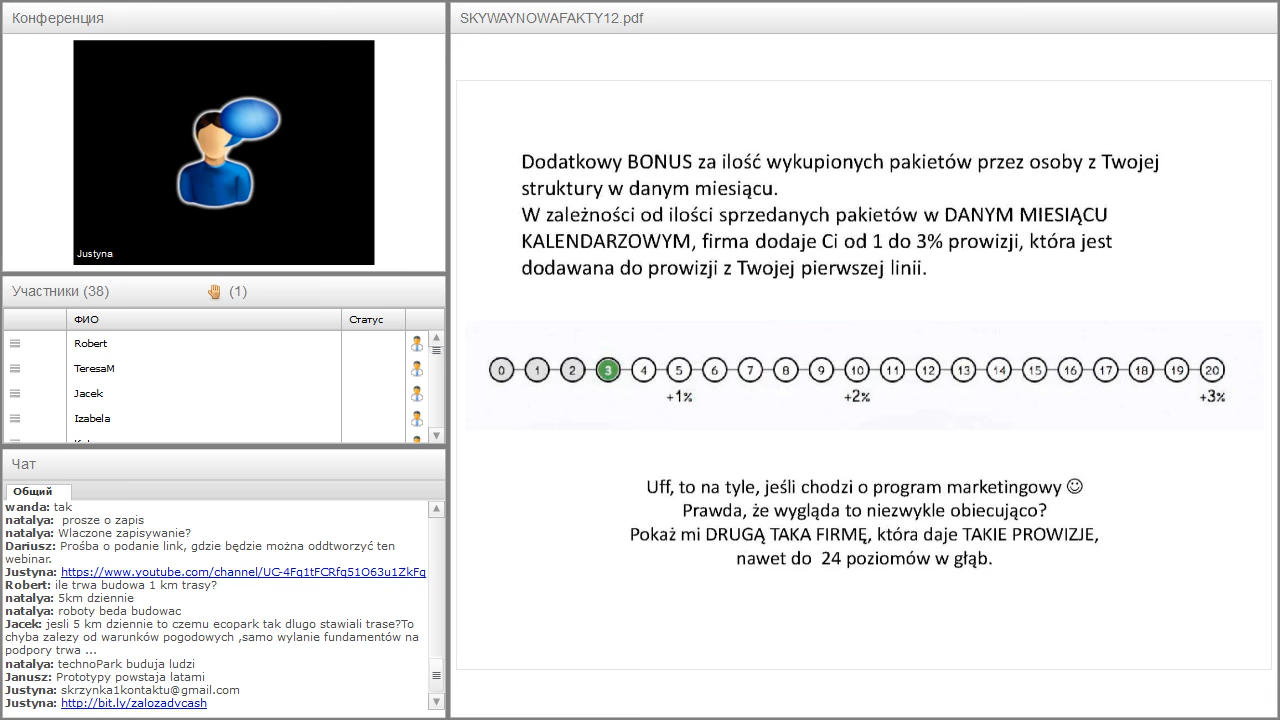 Конференция
Justyna
Участники (38)
(1)
ФИО
Статус
Robert
TeresaM
Jacek
Izabela
Чат
Общий
wanda: tak
natalya: prosze o zapis
natalya: Wlaczone zapisywanie?
Dariusz: Prośba o podanie link, gdzie będzie można oddtworzyć ten
webinar.
Justyna: https://www.youtube.com/channel/UC-4Fq1tFCRfq51O63u1ZkFq
Robert: ile trwa budowa 1 km trasy?
natalya: 5km dziennie
natalya: roboty beda budowac
Jacek: jesli 5 km dziennie to czemu ecopark tak dlugo stawiali trase?To
chyba zalezy od warunków pogodowych ,samo wylanie fundamentów na
podpory trwa ...
natalya: technoPark buduja ludzi
Janusz: Prototypy powstaja latami
Justyna: skrzynka1kontaktu@gmail.com
Justyna: http://bit.ly/zalozadvcash
SKYWAYNOWAFAKTY12.pdf
Dodatkowy BONUS za ilość wykupionych pakietów przez osoby z Twojej
struktury w danym miesiącu.
W zależności od ilości sprzedanych pakietów w DANYM MIESIĄCU
KALENDARZOWYM, firma dodaje Ci od 1 do 3% prowizji, która jest
dodawana do prowizji z Twojej pierwszej linii.
0 1 2 3 4 5 6 7 8 9 10 11 12 13 14 15 16 17 18 19 20
+1% +2% +3%
Uff, to na tyle, jeśli chodzi o program marketingowy ☺
Prawda, że wygląda to niezwykle obiecująco?
Pokaż mi DRUGĄ TAKA FIRMĘ, która daje TAKIE PROWIZJE,
nawet do 24 poziomów w głąb.